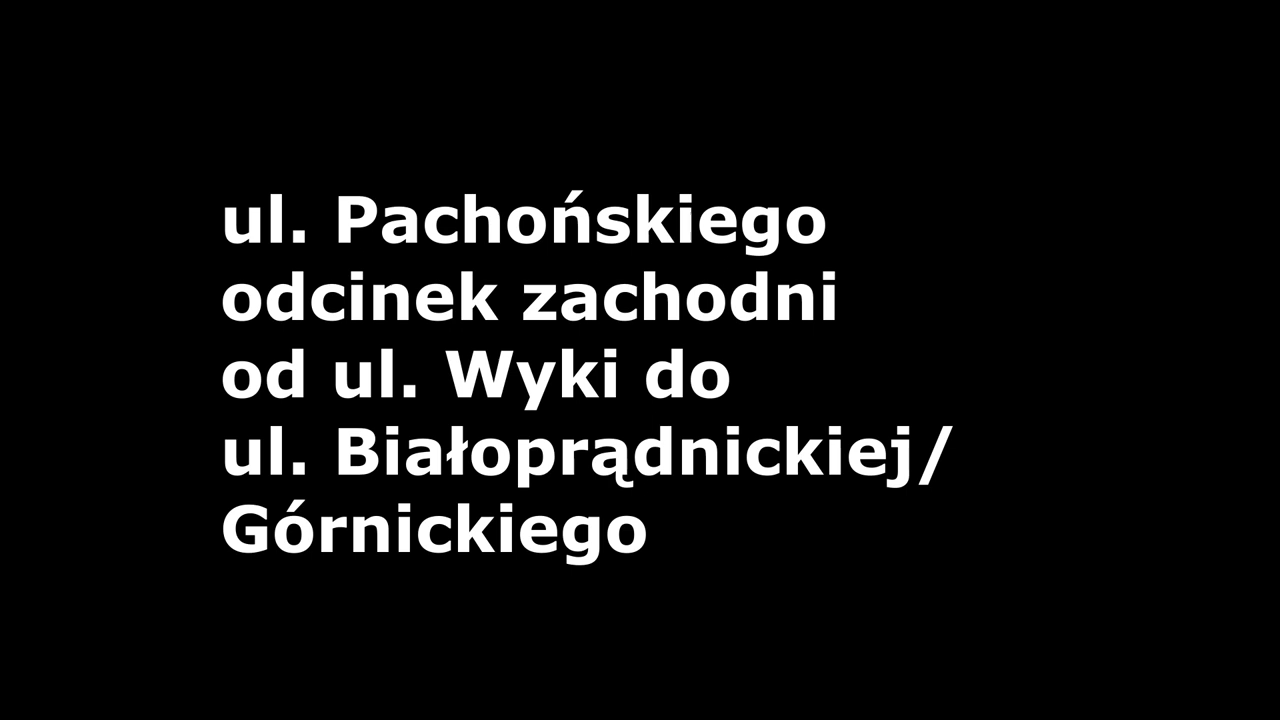 ul. Pachońskiego
odcinek zachodni
od ul. Wyki do
ul. Białoprądnickiej/
Górnickiego